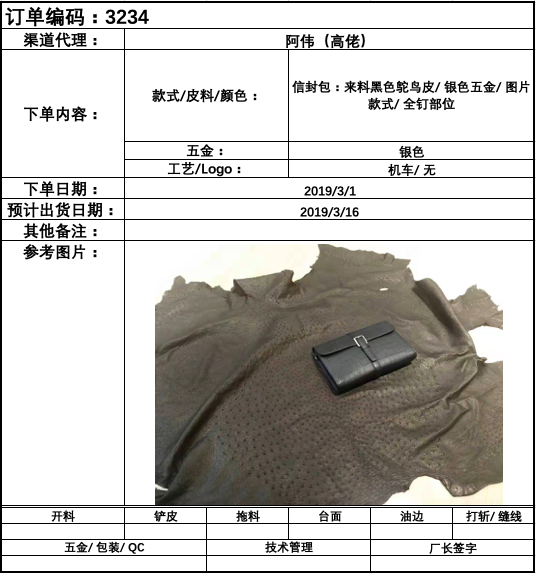 订单编码：3234
渠道代理：
阿伟（高佬）
下单内容：
款式/皮料/颜色：
信封包：来料黑色鸵鸟皮/ 银色五金/ 图片
款式/ 全钉部位
五金：
银色
工艺/Logo：
机车/ 无
下单日期：
2019/3/1
预计出货日期：
2019/3/16
其他备注：
参考图片：
开料 铲皮 拖料 台面 油边 打斩/ 缝线
五金/ 包装/ QC 技术管理 厂长签字